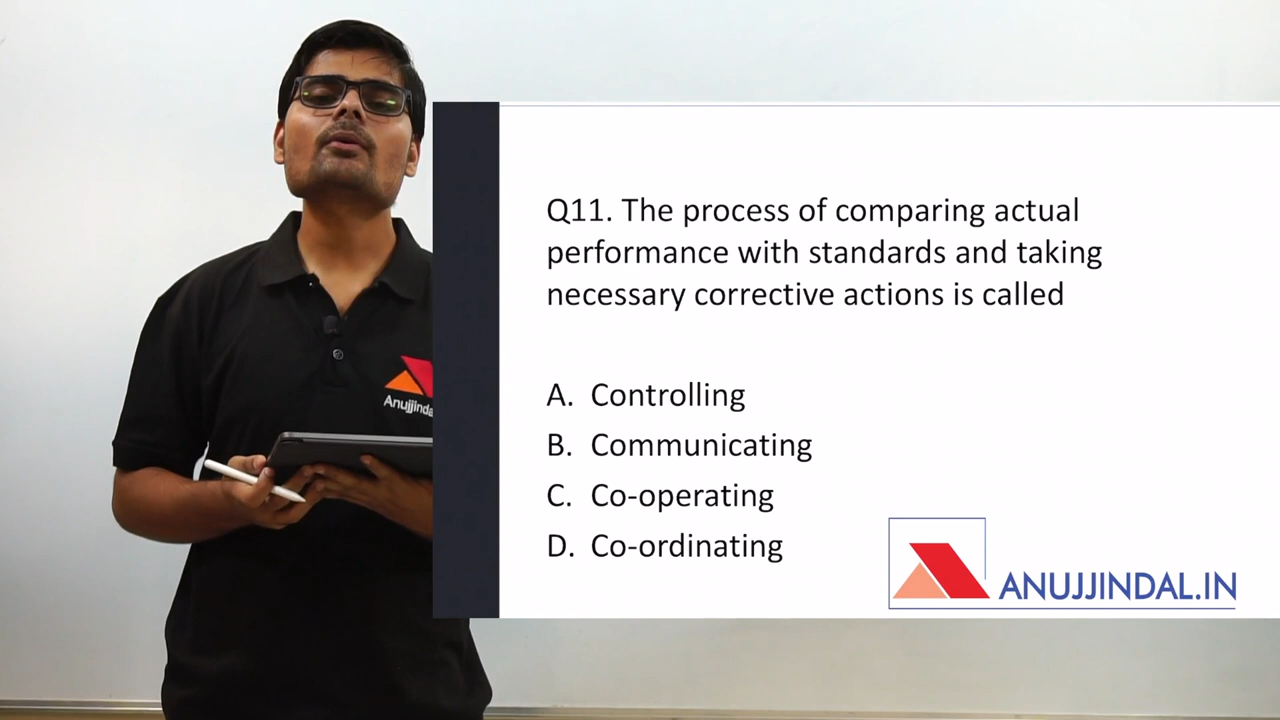 Q11. The process of comparing actual
performance with standards and taking
necessary corrective actions is called
A. Controlling
B. Communicating
C. Co-operating
D. Co-ordinating
ANUJJINDAL.IN